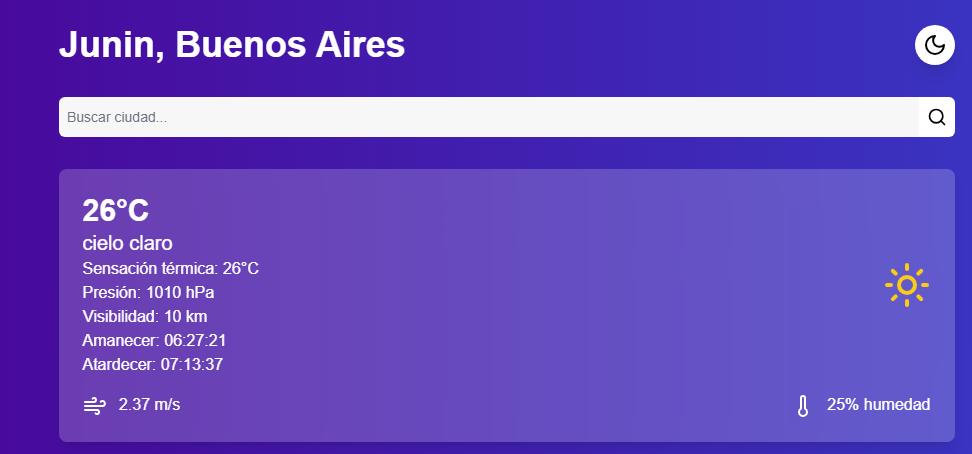 Junin, Buenos Aires
Buscar ciudad...
26°C
cielo claro
Sensación térmica: 26°C
Presión: 1010 hPa
Visibilidad: 10 km
Amanecer: 06:27:21
Atardecer: 07:13:37
2.37 m/s
25% humedad